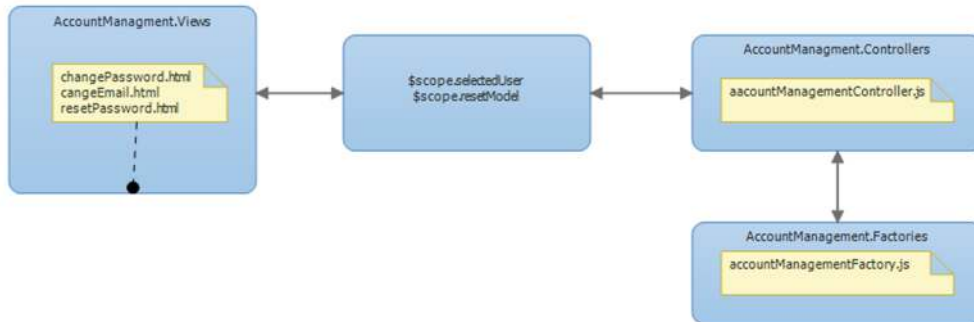 AccountManagment.Views
changePassword.html
cangeEmail.html
resetPassword.html
$scope.selectedUser
$scope.resetModel
AccountManagment.Controllers
aacountManagementController.js
AccountManagement.Factories
accountManagementFactory.js